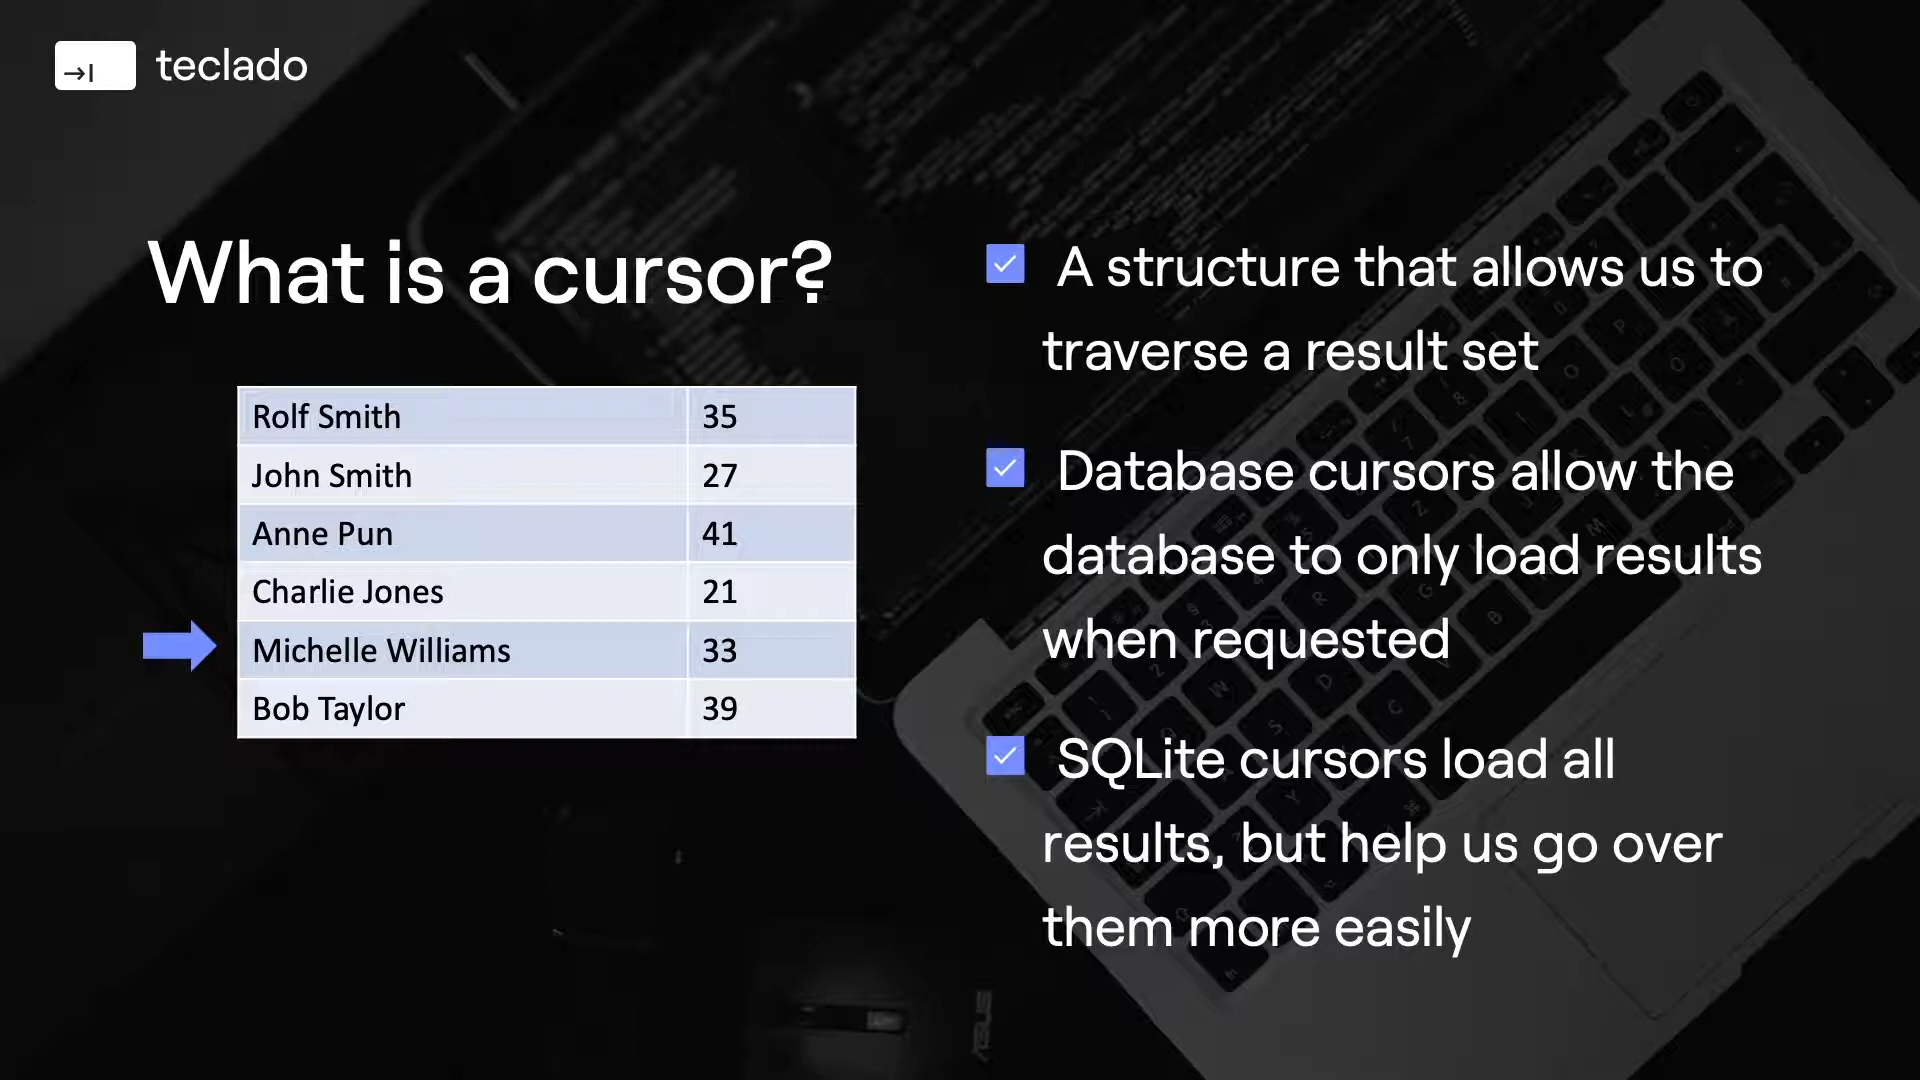 teclado
What is a cursor?
Rolf Smith 35
John Smith 27
Anne Pun 41
Charlie Jones 21
Michelle Williams 33
Bob Taylor 39
A structure that allows us to
traverse a result set
Database cursors allow the
database to only load results
when requested
SQLite cursors load all
results, but help us go over
them more easily
ASUS